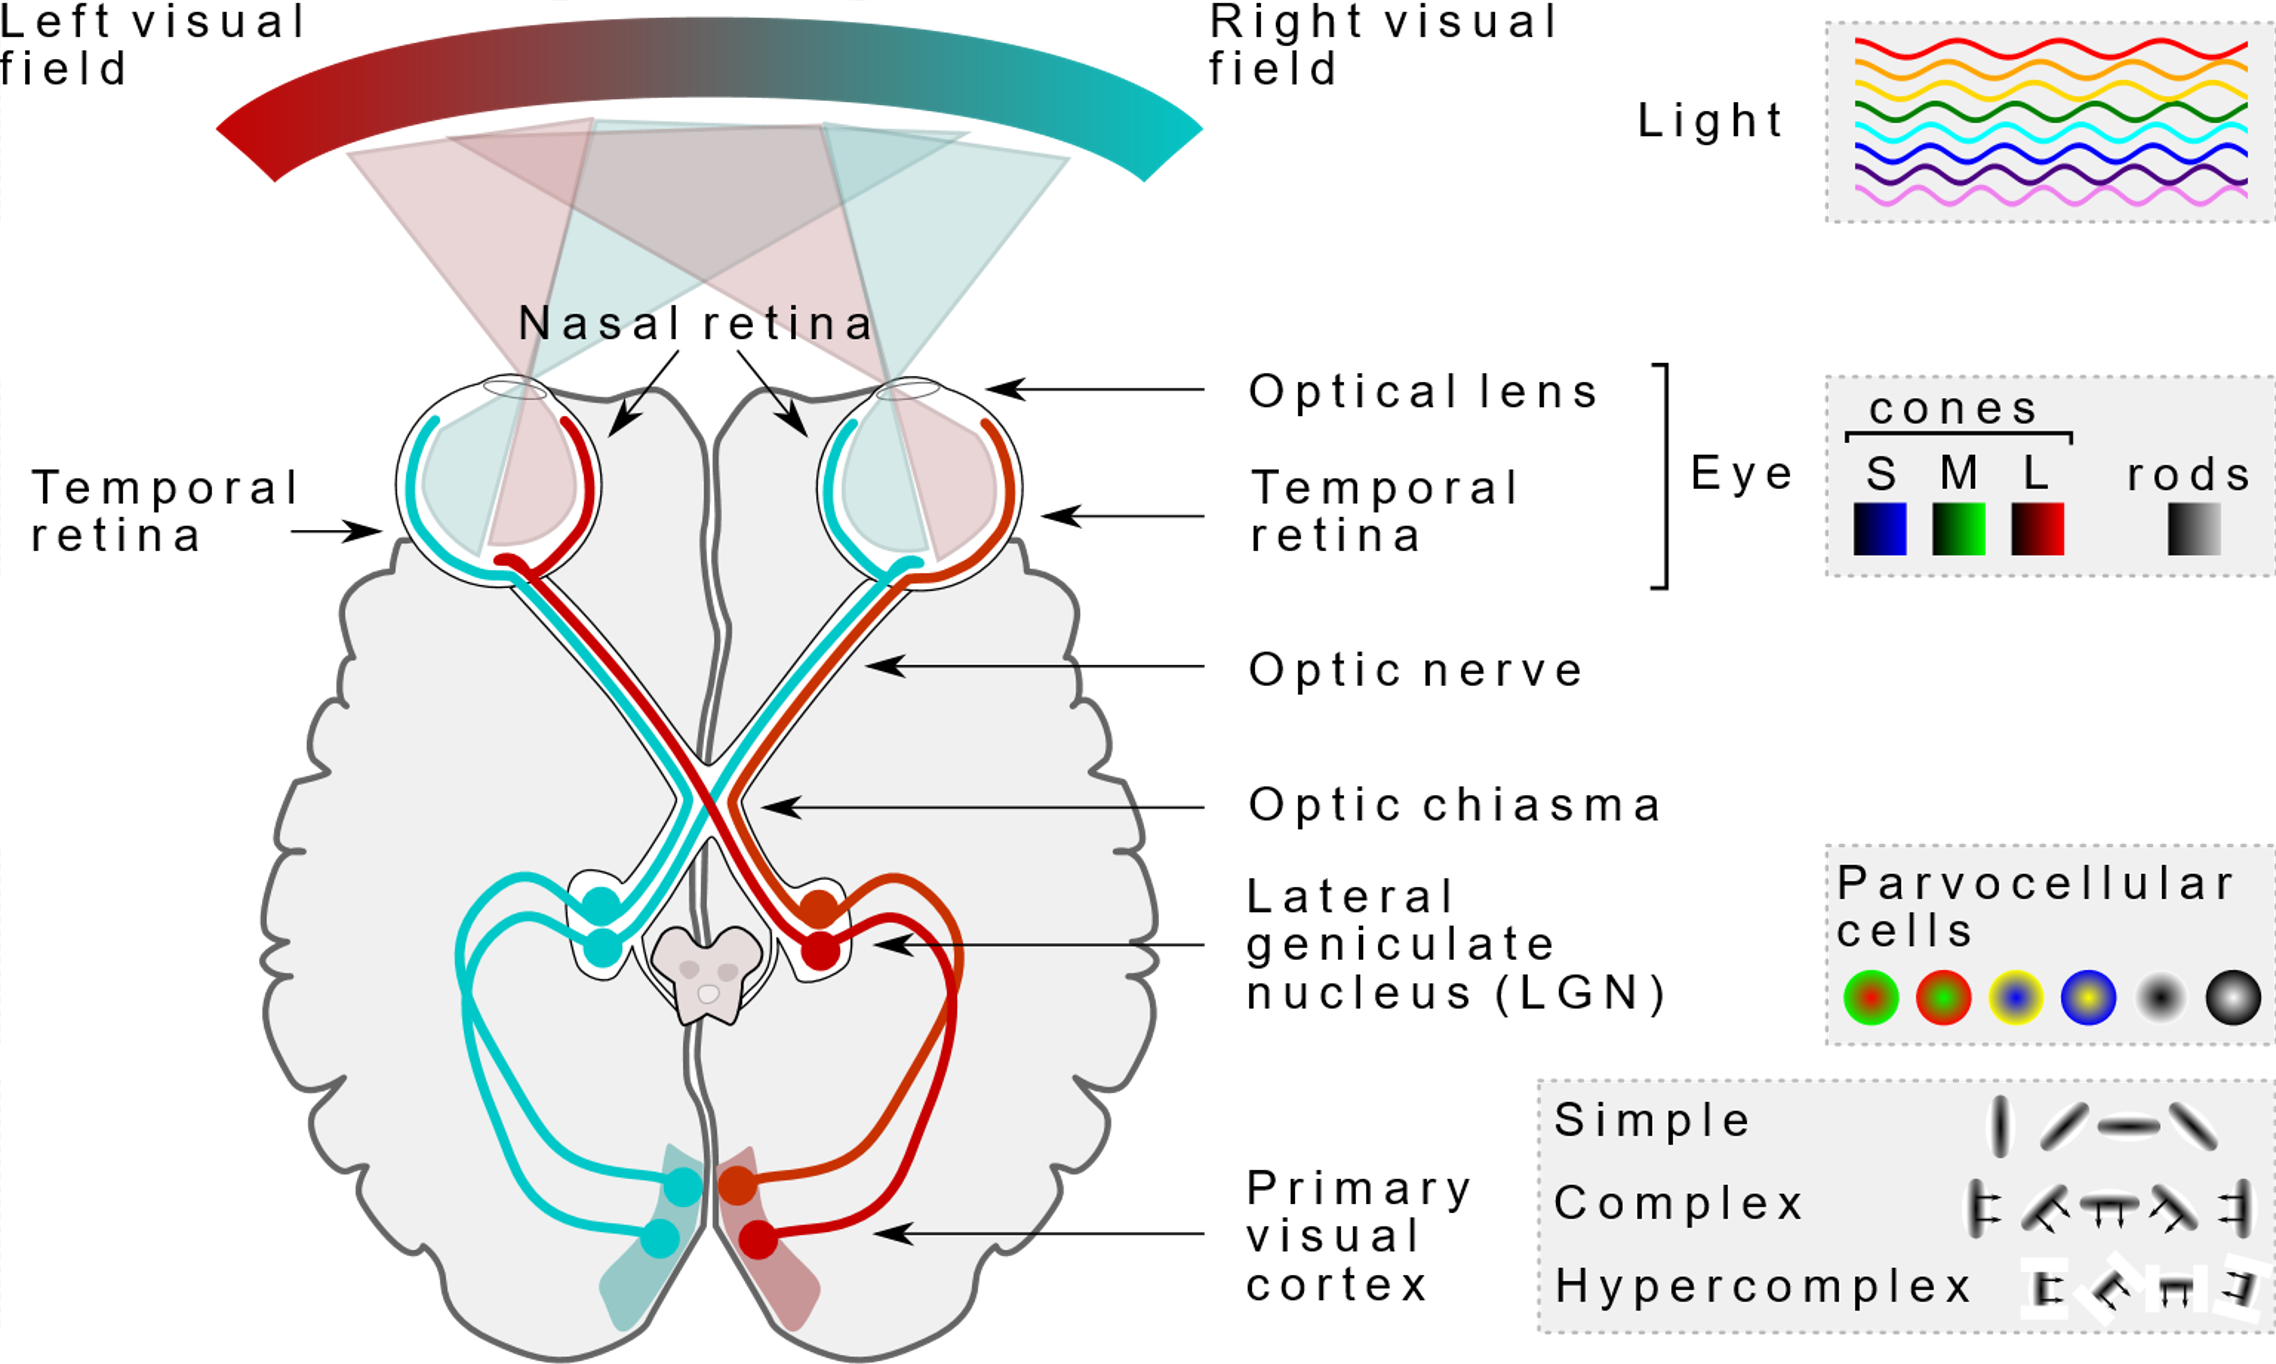 Left visual
field
Right visual
field
Light
Nasal retina
Optical lens
Temporal
retina
Temporal
retina
Eye
cones
S M L
rods
Optic nerve
Optic chiasma
Lateral
geniculate
nucleus (LGN)
Parvocellular
cells
Primary
visual
cortex
Simple
Complex
Hypercomplex